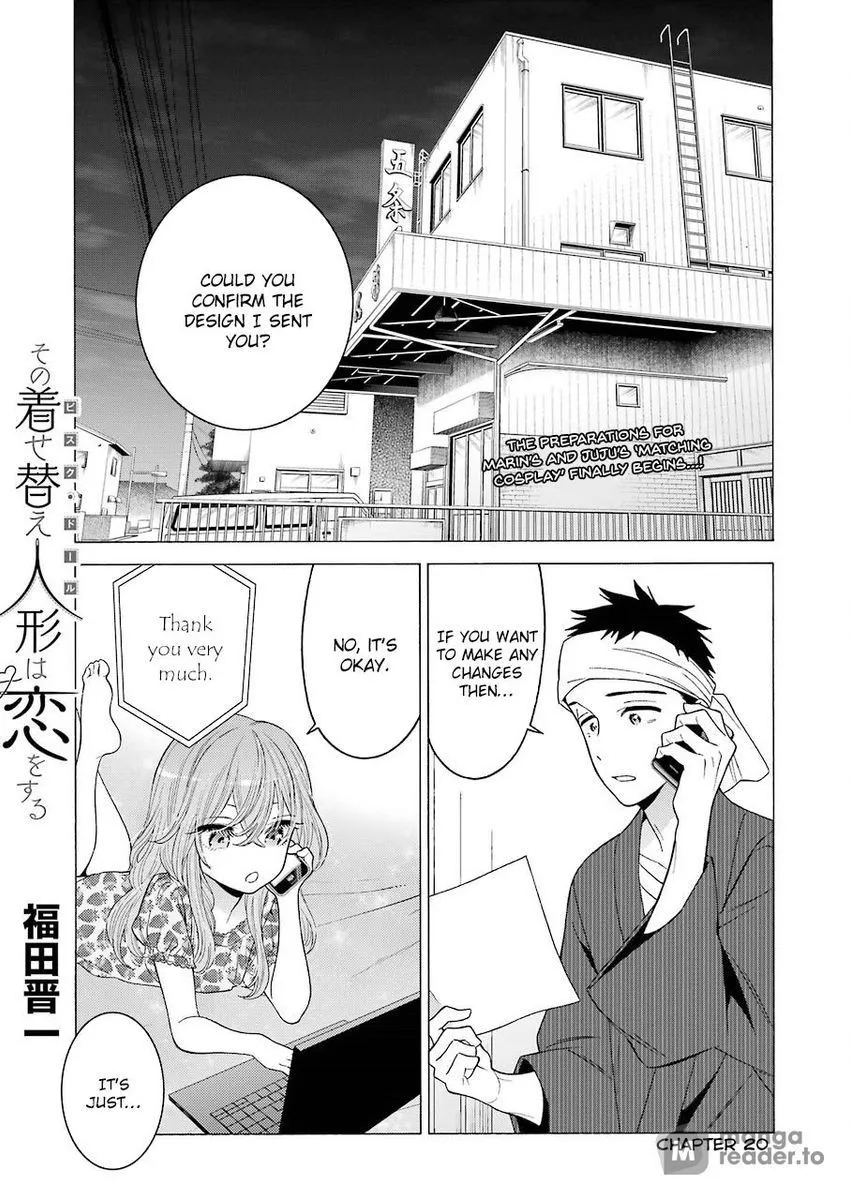 五条
COULD YOU
CONFIRM THE
DESIGN I SENT
YOU?
THE PREPARATIONS FOR
MARIN'S AND JUJU'S 'MATCHING
COSPLAY' FINALLY BEGINS...!
その着せ替え人形は恋をする
ビスク・ドール
福田晋一
IF YOU WANT
TO MAKE ANY
CHANGES
THEN...
NO, IT'S
OKAY.
Thank
you very
much.
IT'S
JUST...
CHAPTER 20
manga
reader.to